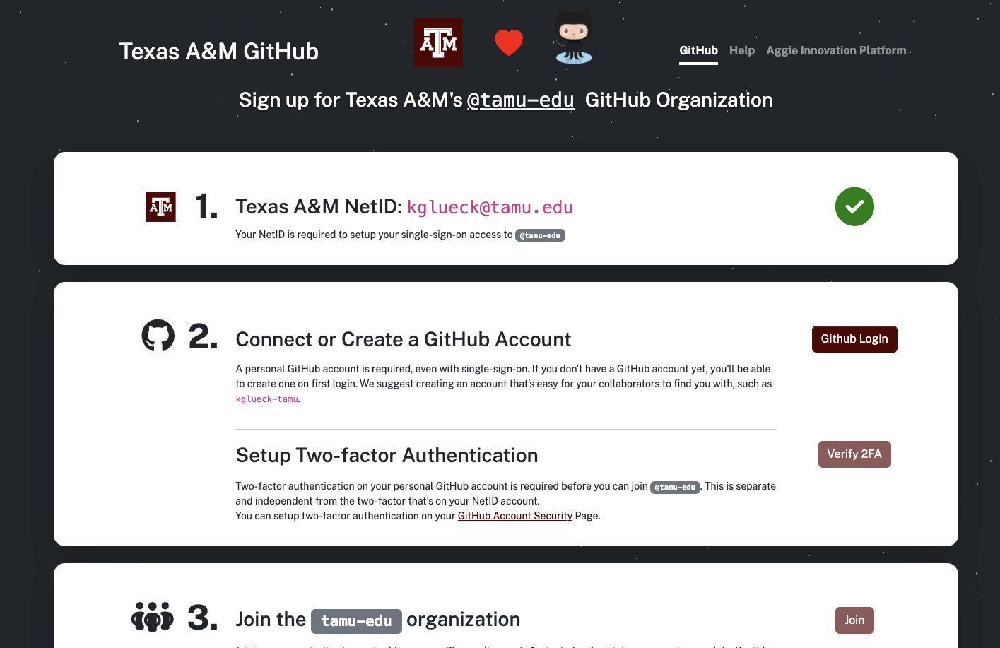 Texas A&M GitHub
ATM
GitHub Help Aggie Innovation Platform
Sign up for Texas A&M's @tamu-edu GitHub Organization
ATM
1.
Texas A&M NetID: kglueck@tamu.edu
Your NetID is required to setup your single-sign-on access to @tamu-edu
2.
Connect or Create a GitHub Account
Github Login
A personal GitHub account is required, even with single-sign-on. If you don't have a GitHub account yet, you'll be able
to create one on first login. We suggest creating an account that's easy for your collaborators to find you with, such as
kglueck-tamu.
Setup Two-factor Authentication
Verify 2FA
Two-factor authentication on your personal GitHub account is required before you can join @tamu-edu. This is separate
and independent from the two-factor that's on your NetID account.
You can setup two-factor authentication on your GitHub Account Security Page.
3.
Join the tamu-edu organization
Join